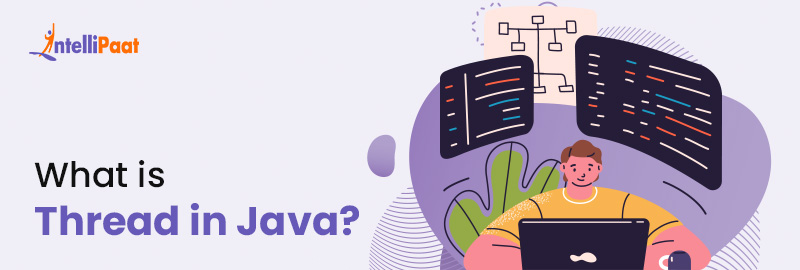 intelliPaat
What is
Thread in Java?